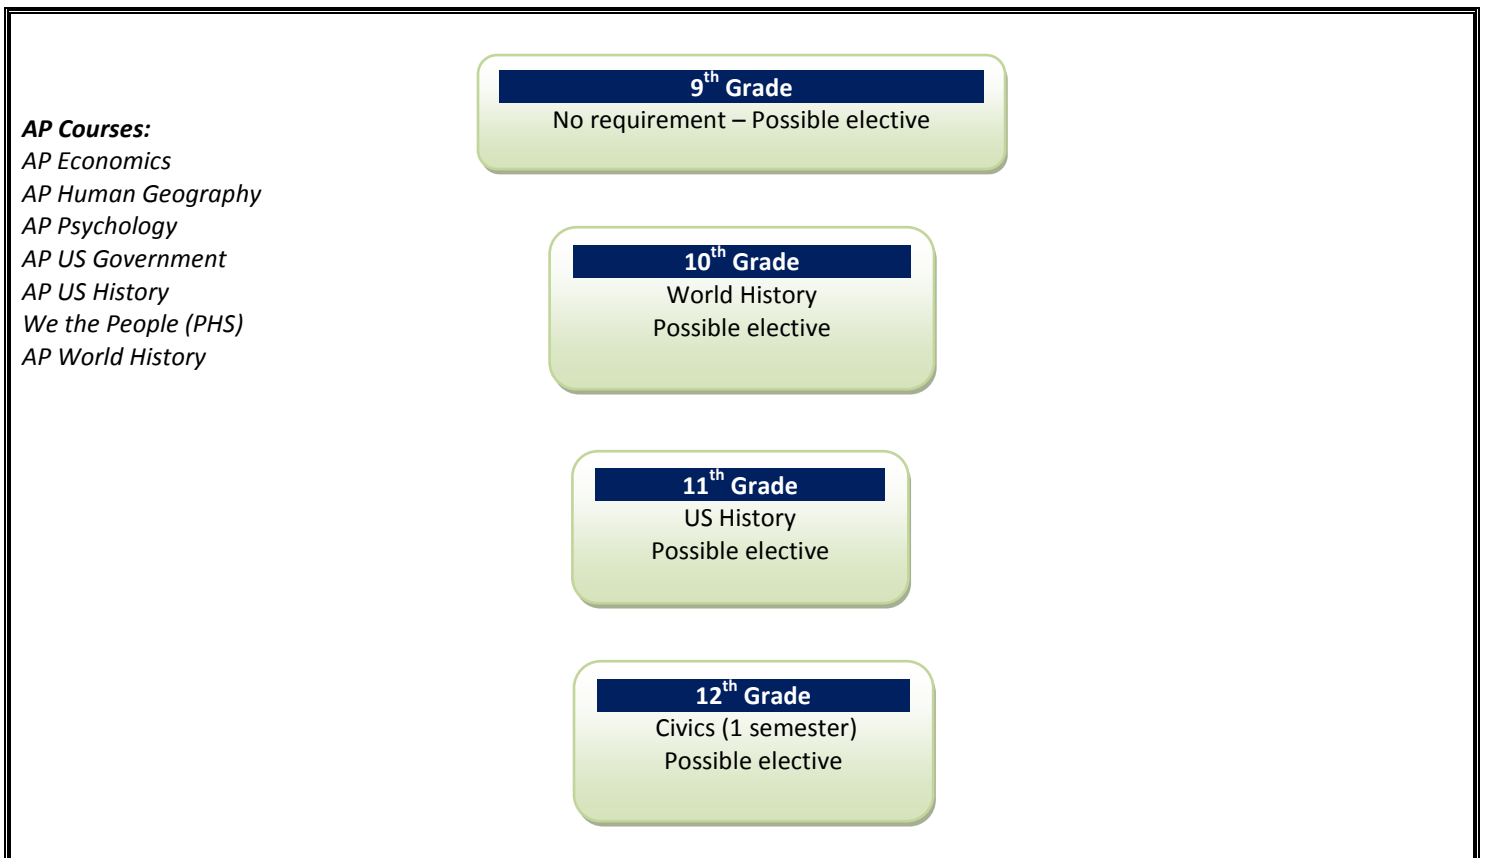 AP Courses:
AP Economics
AP Human Geography
AP Psychology
AP US Government
AP US History
We the People (PHS)
AP World History
9th Grade
No requirement – Possible elective
10th Grade
World History
Possible elective
11th Grade
US History
Possible elective
12th Grade
Civics (1 semester)
Possible elective